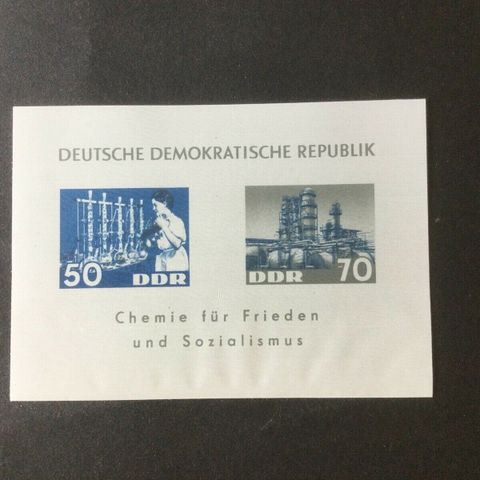 DEUTSCHE DEMOKRATISCHE REPUBLIK
50 DDR
DDR 70
Chemie für Frieden
und Sozialismus